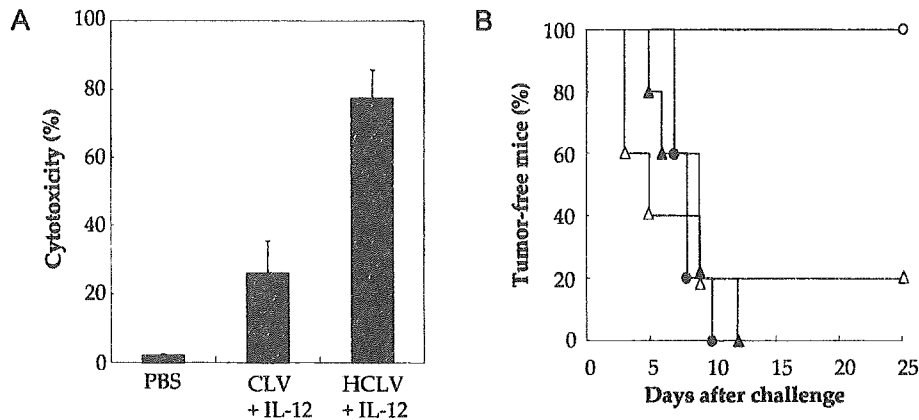 A
Cytotoxicity (%)
100
80
60
40
20
0
PBS
CLV
+ IL-12
HCLV
+ IL-12
B
Tumor-free mice (%)
100
80
60
40
20
0
0 5 10 15 20 25
Days after challenge